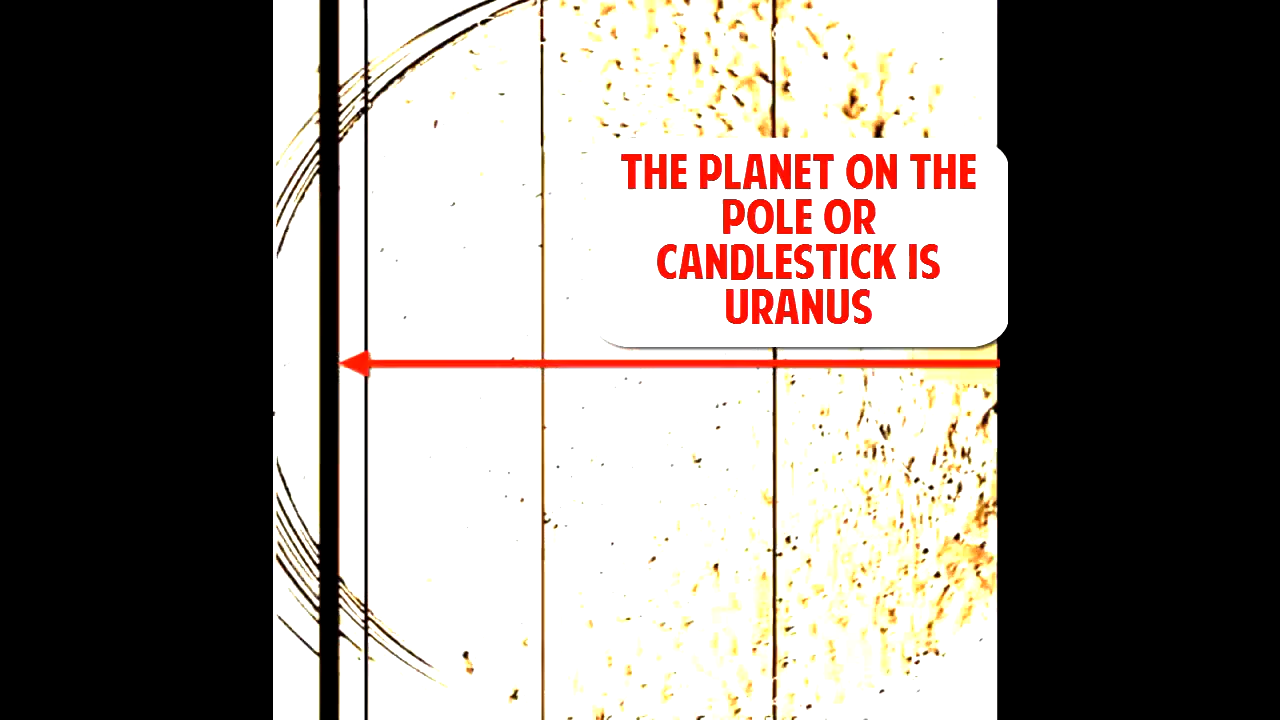 THE PLANET ON THE
POLE OR
CANDLESTICK IS
URANUS